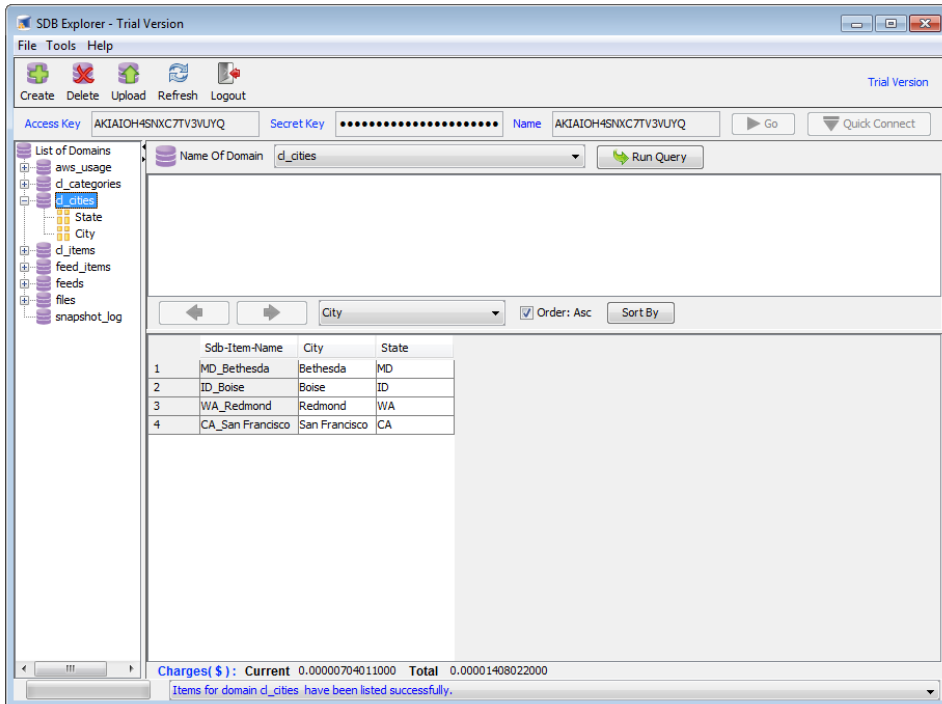 SDB Explorer - Trial Version
File Tools Help
Create Delete Upload Refresh Logout
Trial Version
Access Key AKIAIOH4SNXC7TV3VUYQ Secret Key ●●●●●●●●●●●●●●●●●●●●●●● Name AKIAIOH4SNXC7TV3VUYQ Go Quick Connect
List of Domains
aws_usage
cl_categories
cl_cities
State
City
cl_items
feed_items
feeds
files
snapshot_log
Name Of Domain cl_cities Run Query
City Order: Asc Sort By
Sdb-Item-Name City State
1 MD_Bethesda Bethesda MD
2 ID_Boise Boise ID
3 WA_Redmond Redmond WA
4 CA_San Francisco San Francisco CA
Charges( $ ) : Current 0.00000704011000 Total 0.00001408022000
Items for domain cl_cities have been listed successfully.